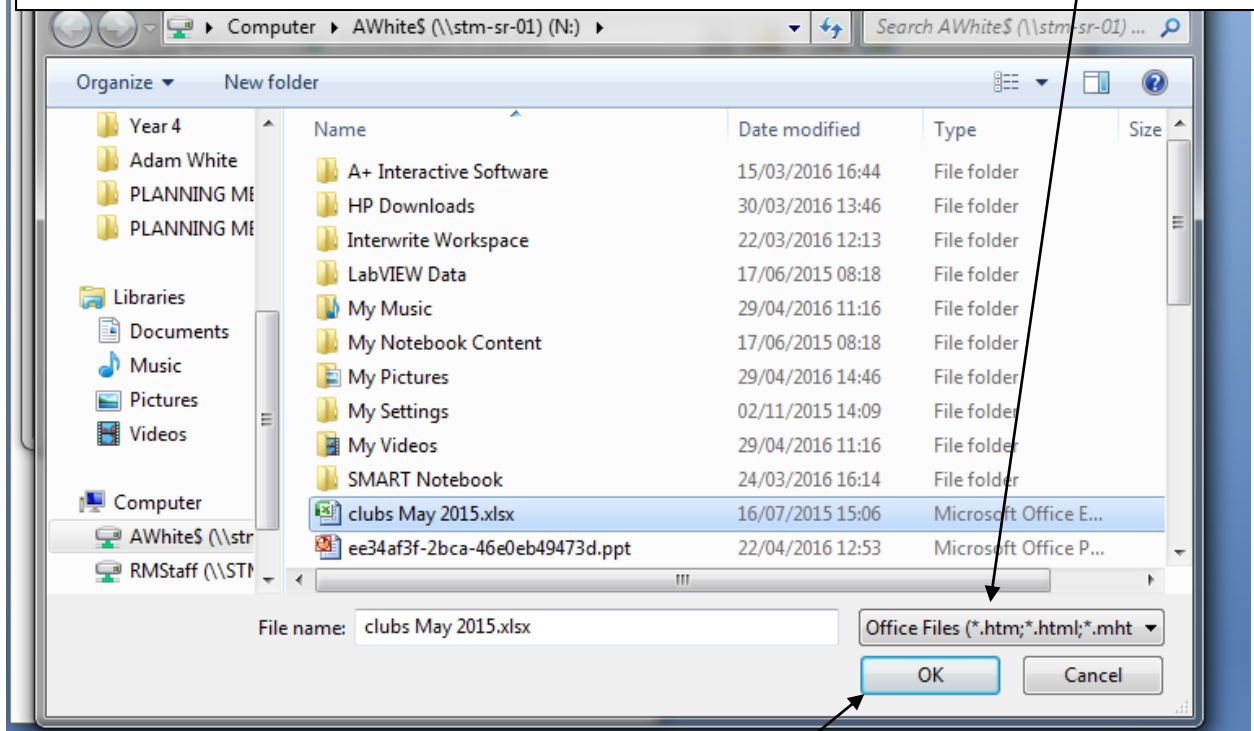 Computer AWhite$ (\\stm-sr-01) (N:) Search AWhite$ (\\stm-sr-01) ...
Organize New folder
Name Date modified Type Size
Year 4
Adam White
PLANNING ME
PLANNING ME
Libraries
Documents
Music
Pictures
Videos
Computer
AWhite$ (\\str
RMStaff (\\STM
A+ Interactive Software 15/03/2016 16:44 File folder
HP Downloads 30/03/2016 13:46 File folder
Interwrite Workspace 22/03/2016 12:13 File folder
LabVIEW Data 17/06/2015 08:18 File folder
My Music 29/04/2016 11:16 File folder
My Notebook Content 17/06/2015 08:18 File folder
My Pictures 29/04/2016 14:46 File folder
My Settings 02/11/2015 14:09 File folder
My Videos 29/04/2016 11:16 File folder
SMART Notebook 24/03/2016 16:14 File folder
clubs May 2015.xlsx 16/07/2015 15:06 Microsoft Office E...
ee34af3f-2bca-46e0eb49473d.ppt 22/04/2016 12:53 Microsoft Office P...
File name: clubs May 2015.xlsx Office Files (*.htm;*.html;*.mht
OK Cancel